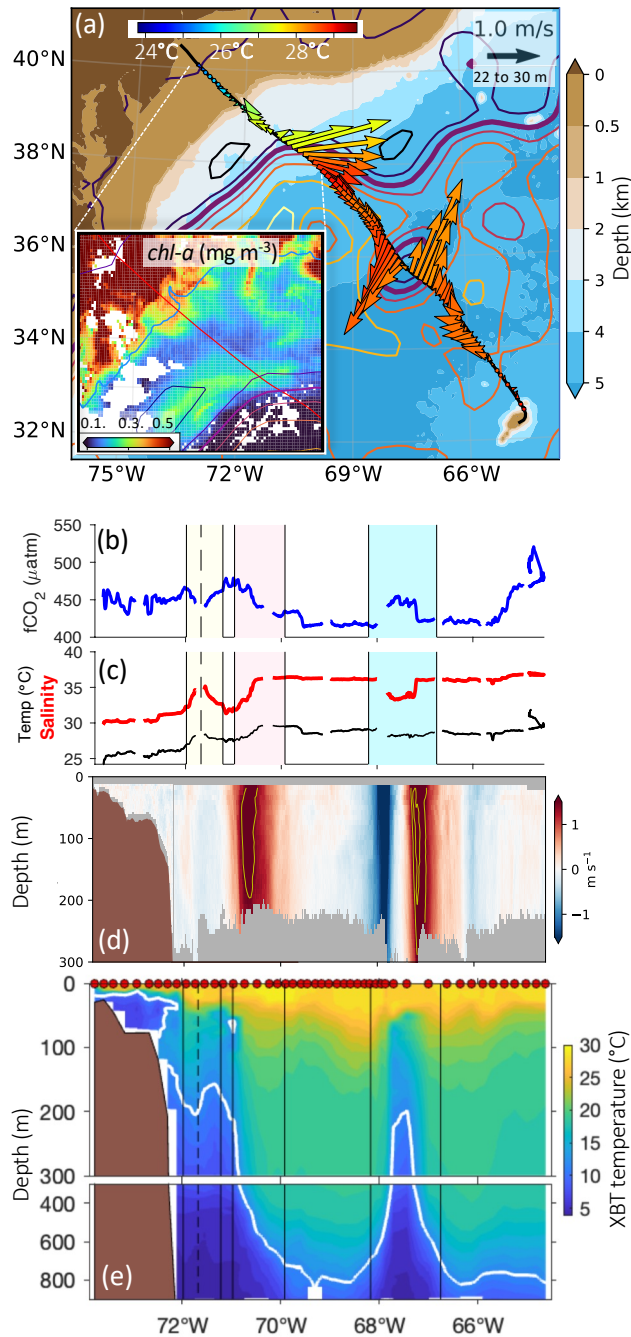 (a)
24°C 26°C 28°C
1.0 m/s
22 to 30 m
40°N
38°N
36°N
34°N
32°N
75°W 72°W 69°W 66°W
chl-a (mg m⁻³)
0.1. 0.3. 0.5
0
0.5
1
2
3
4
5
Depth (km)
(b)
550
500
450
400
fCO₂ (µatm)
(c)
40
35
30
25
Temp (°C)
Salinity
0
100
200
300
Depth (m)
(d)
1
0
−1
m s⁻¹
0
100
200
300
400
600
800
Depth (m)
(e)
72°W 70°W 68°W 66°W
30
25
20
15
10
5
XBT temperature (°C)